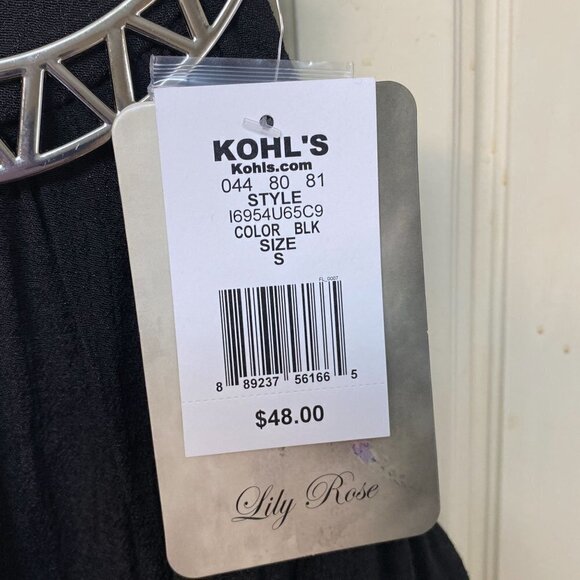 KOHL'S
Kohls.com
044 80 81
STYLE
I6954U65C9
COLOR BLK
SIZE
S
FL_0007
8 89237 56166 5
$48.00
Lily Rose